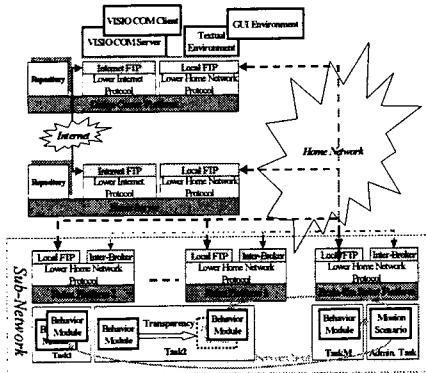 VISIO COM Client
GUI Environment
VISIO COM Server
Textual
Environment
Repository
Internet FTP
Local FTP
Lower Internet
Protocol
Lower Home Network
Protocol
Internet
Home Network
Repository
Internet FTP
Local FTP
Lower Internet
Protocol
Lower Home Network
Protocol
Sub-Network
Local FTP
Inter-Broker
Lower Home Network
Protocol
Local FTP
Inter-Broker
Lower Home Network
Protocol
Local FTP
Inter-Broker
Lower Home Network
Protocol
Behavior
Module
Task1
Behavior
Module
Transparency
Behavior
Module
Task2
Behavior
Module
Mission
Scenario
Admin. Task